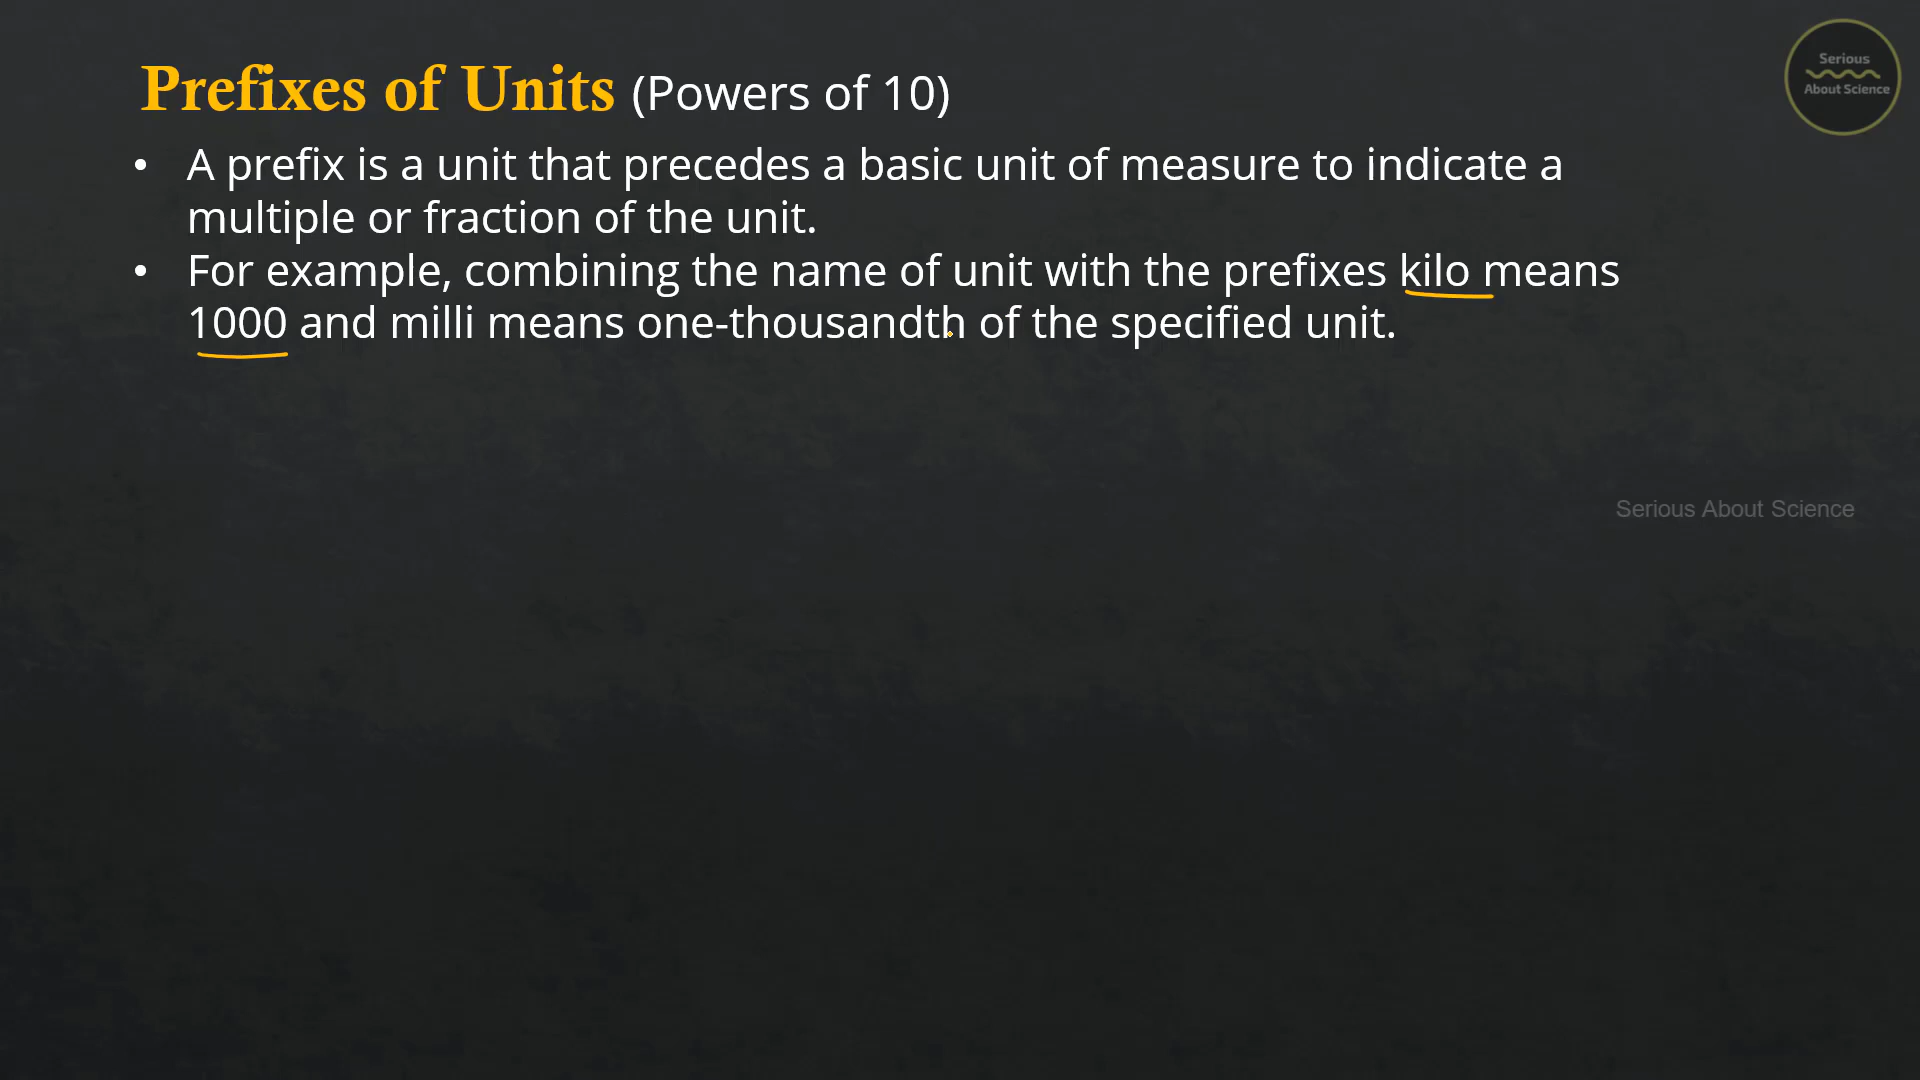 Prefixes of Units (Powers of 10)
Serious
About Science
• A prefix is a unit that precedes a basic unit of measure to indicate a
multiple or fraction of the unit.
• For example, combining the name of unit with the prefixes kilo means
1000 and milli means one-thousandth of the specified unit.
Serious About Science